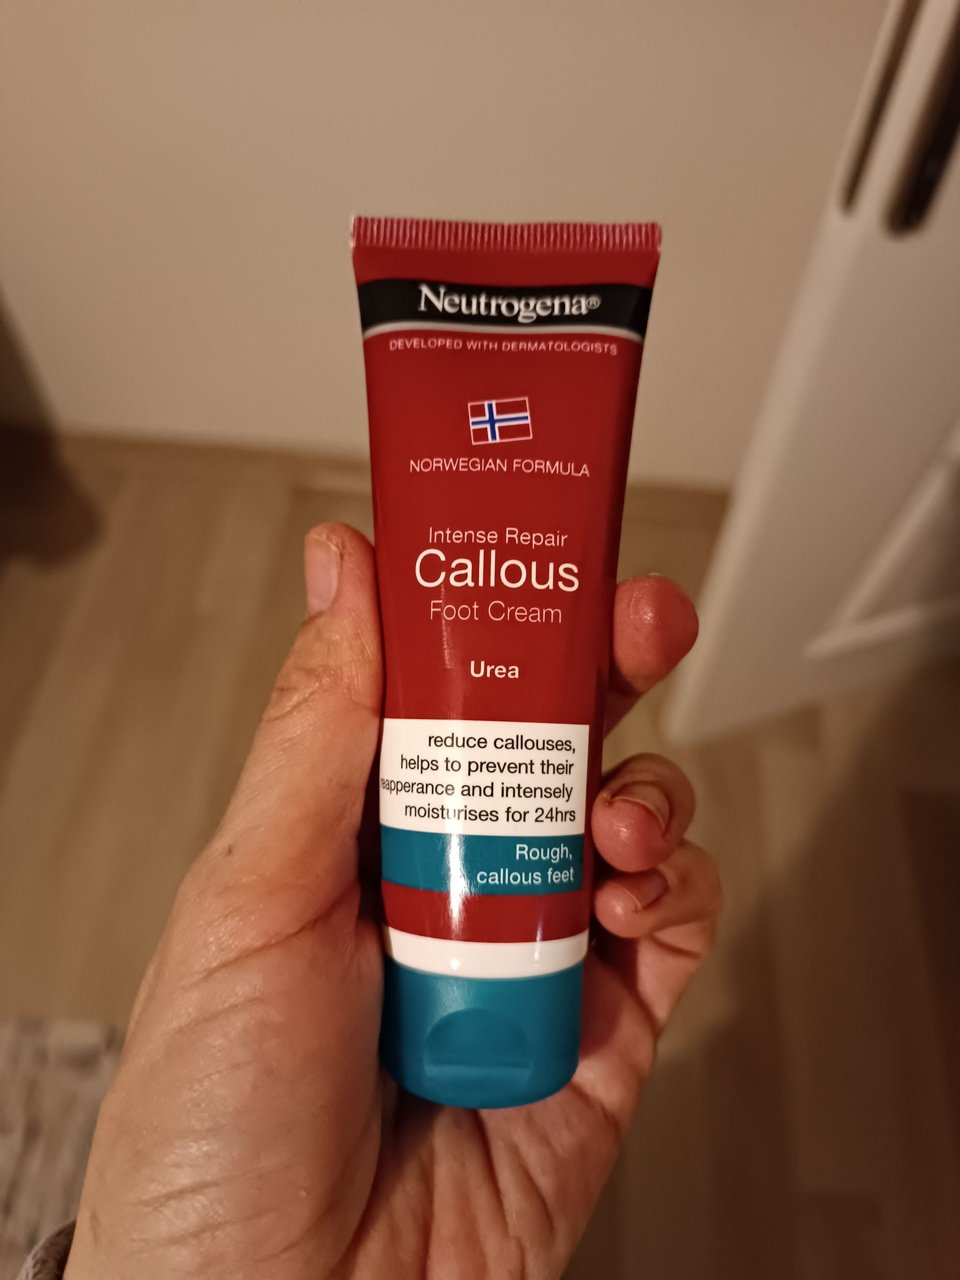 Neutrogena®
DEVELOPED WITH DERMATOLOGISTS
NORWEGIAN FORMULA
Intense Repair
Callous
Foot Cream
Urea
reduce callouses,
helps to prevent their
reapperance and intensely
moisturises for 24hrs
Rough,
callous feet